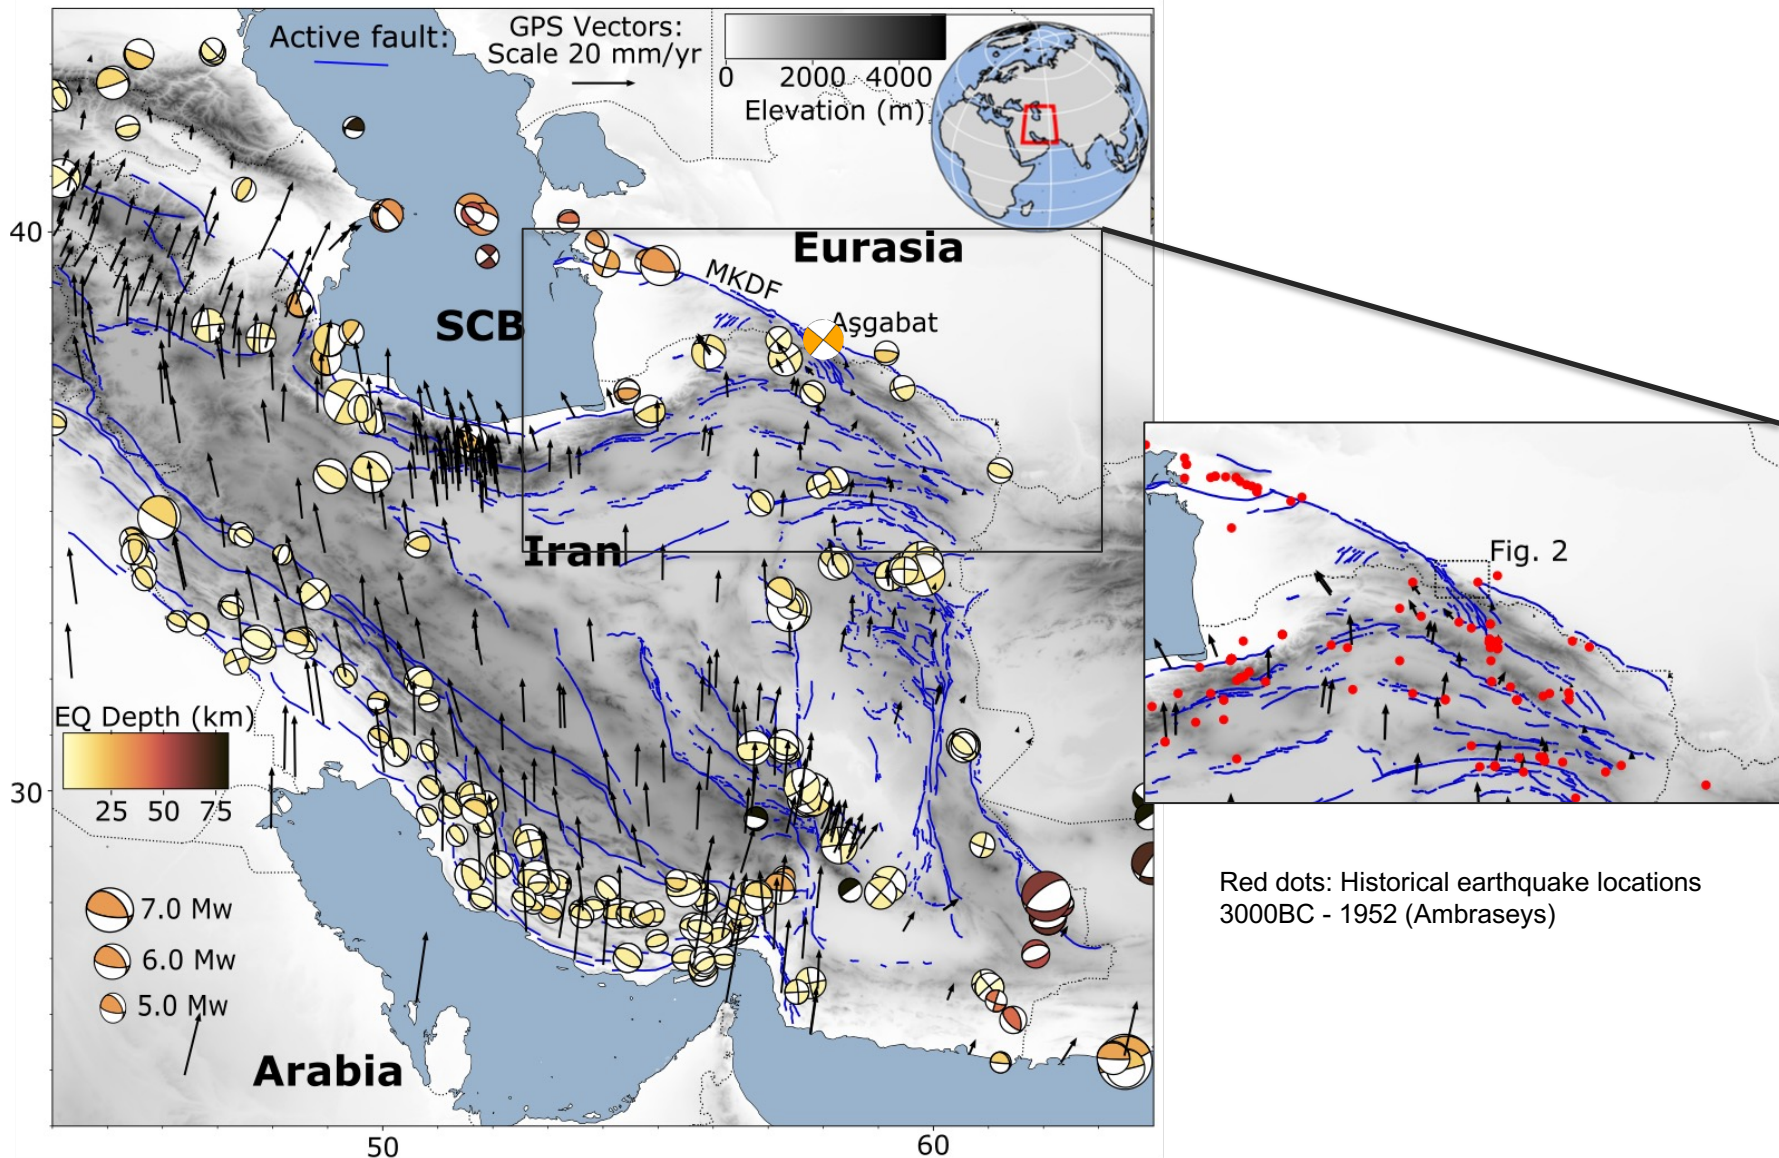 Active fault:
GPS Vectors:
Scale 20 mm/yr
0 2000 4000
Elevation (m)
40
Eurasia
MKDF
SCB
Aşgabat
Iran
Fig. 2
EQ Depth (km)
25 50 75
30
7.0 Mw
6.0 Mw
5.0 Mw
Arabia
50
60
Red dots: Historical earthquake locations
3000BC - 1952 (Ambraseys)